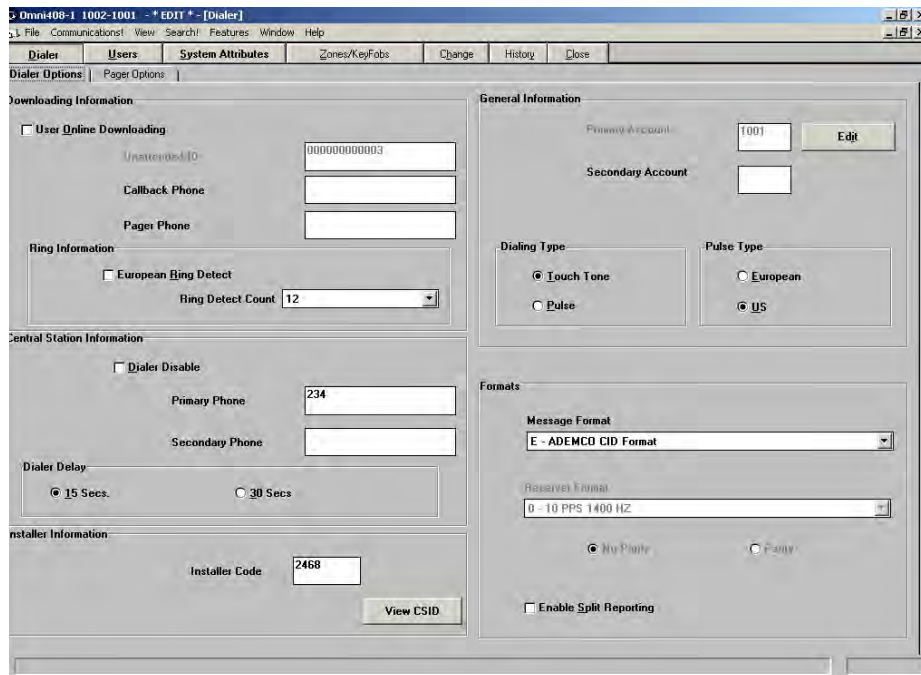 Omni408-1 1002-1001 - * EDIT * - [Dialer]
File Communications! View Search! Features Window Help
Dialer Users System Attributes Zones/KeyFobs Change History Close
Dialer Options Pager Options
Downloading Information
User Online Downloading
Unattended ID 000000000003
Callback Phone
Pager Phone
Ring Information
European Ring Detect
Ring Detect Count 12
Central Station Information
Dialer Disable
Primary Phone 234
Secondary Phone
Dialer Delay
15 Secs. 30 Secs
Installer Information
Installer Code 2468
View CSID
General Information
Primary Account 1001 Edit
Secondary Account
Dialing Type
Touch Tone
Pulse
Pulse Type
European
US
Formats
Message Format
E - ADEMCO CID Format
Receiver Format
0 - 10 PPS 1400 HZ
No Parity Parity
Enable Split Reporting